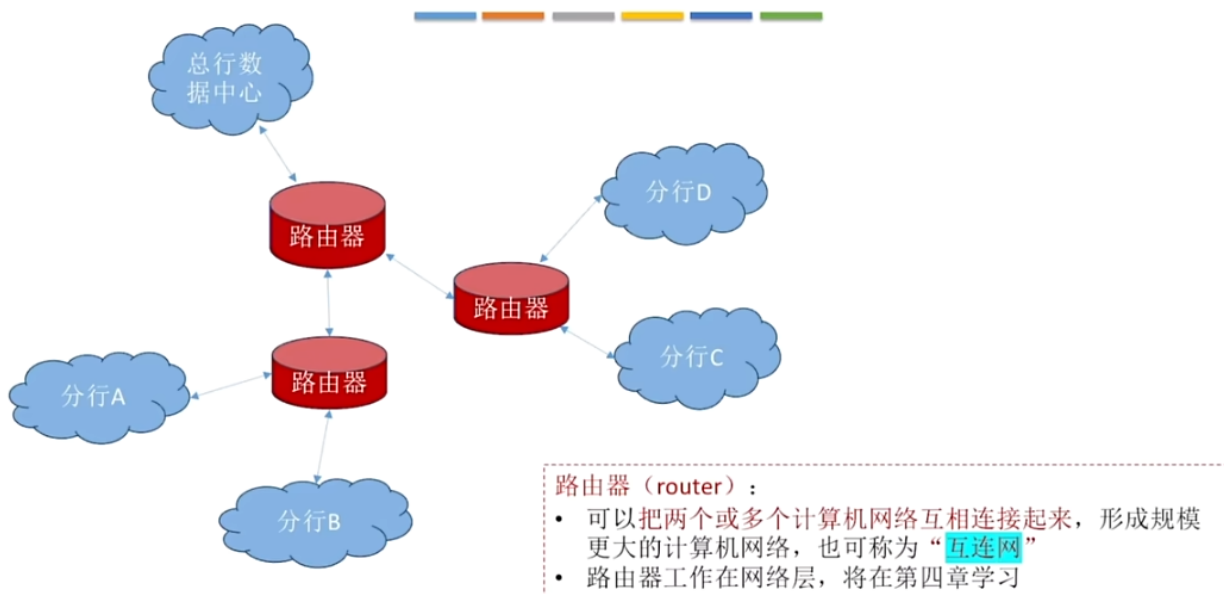 总行数
据中心
分行D
路由器
路由器
分行C
路由器
分行A
分行B
路由器（router）：
• 可以把两个或多个计算机网络互相连接起来，形成规模
更大的计算机网络，也可称为“互连网”
• 路由器工作在网络层，将在第四章学习